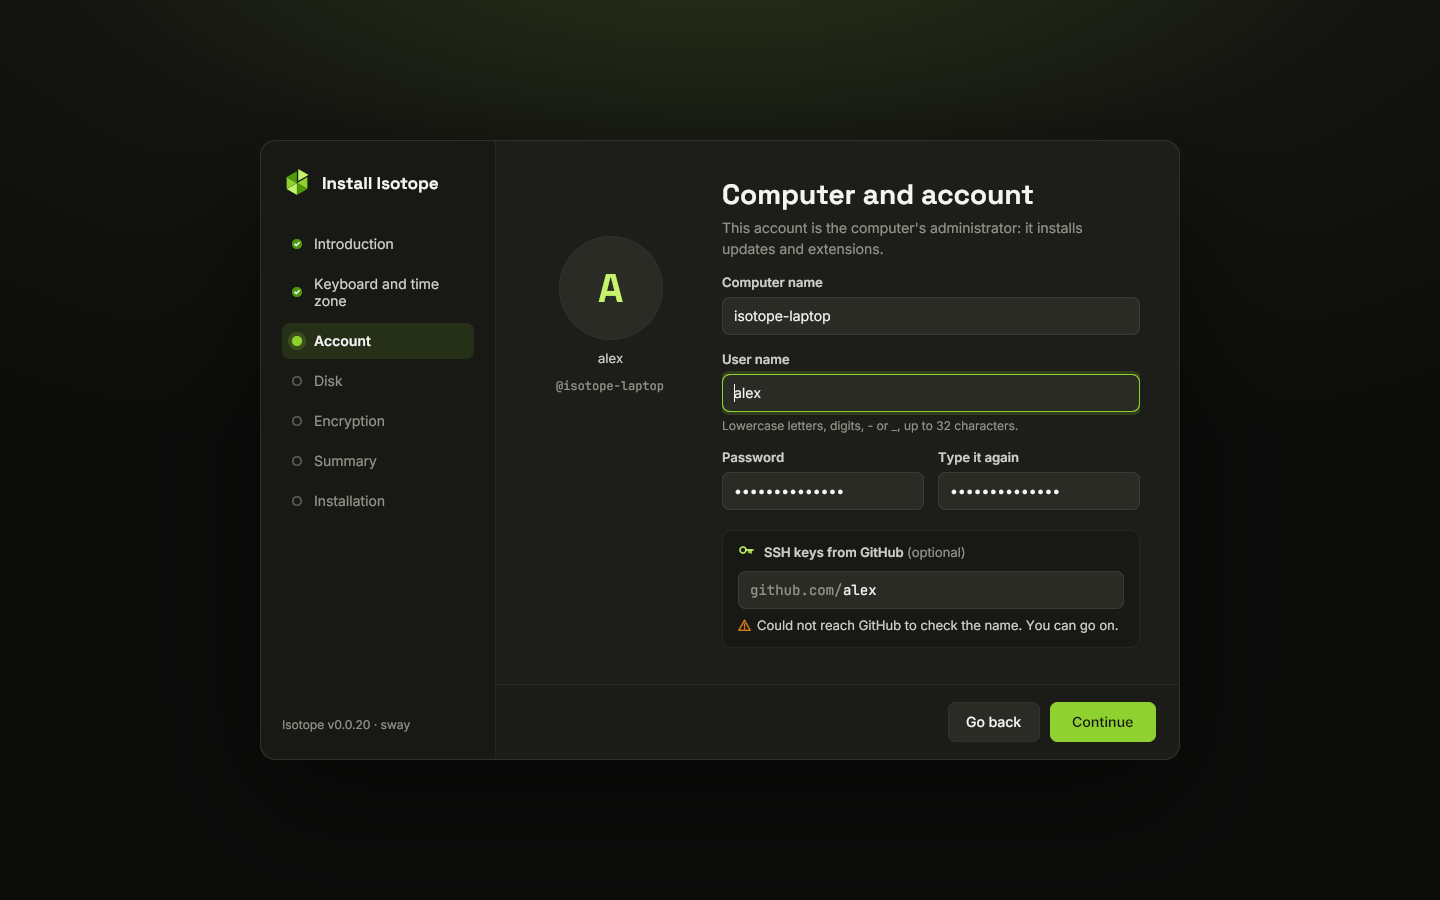 Install Isotope
Introduction
Keyboard and time
zone
Account
Disk
Encryption
Summary
Installation
Isotope v0.0.20 · sway
A
alex
@isotope-laptop
Computer and account
This account is the computer's administrator: it installs
updates and extensions.
Computer name
isotope-laptop
User name
alex
Lowercase letters, digits, - or _, up to 32 characters.
Password
Type it again
••••••••••••••
••••••••••••••
SSH keys from GitHub (optional)
github.com/alex
Could not reach GitHub to check the name. You can go on.
Go back
Continue